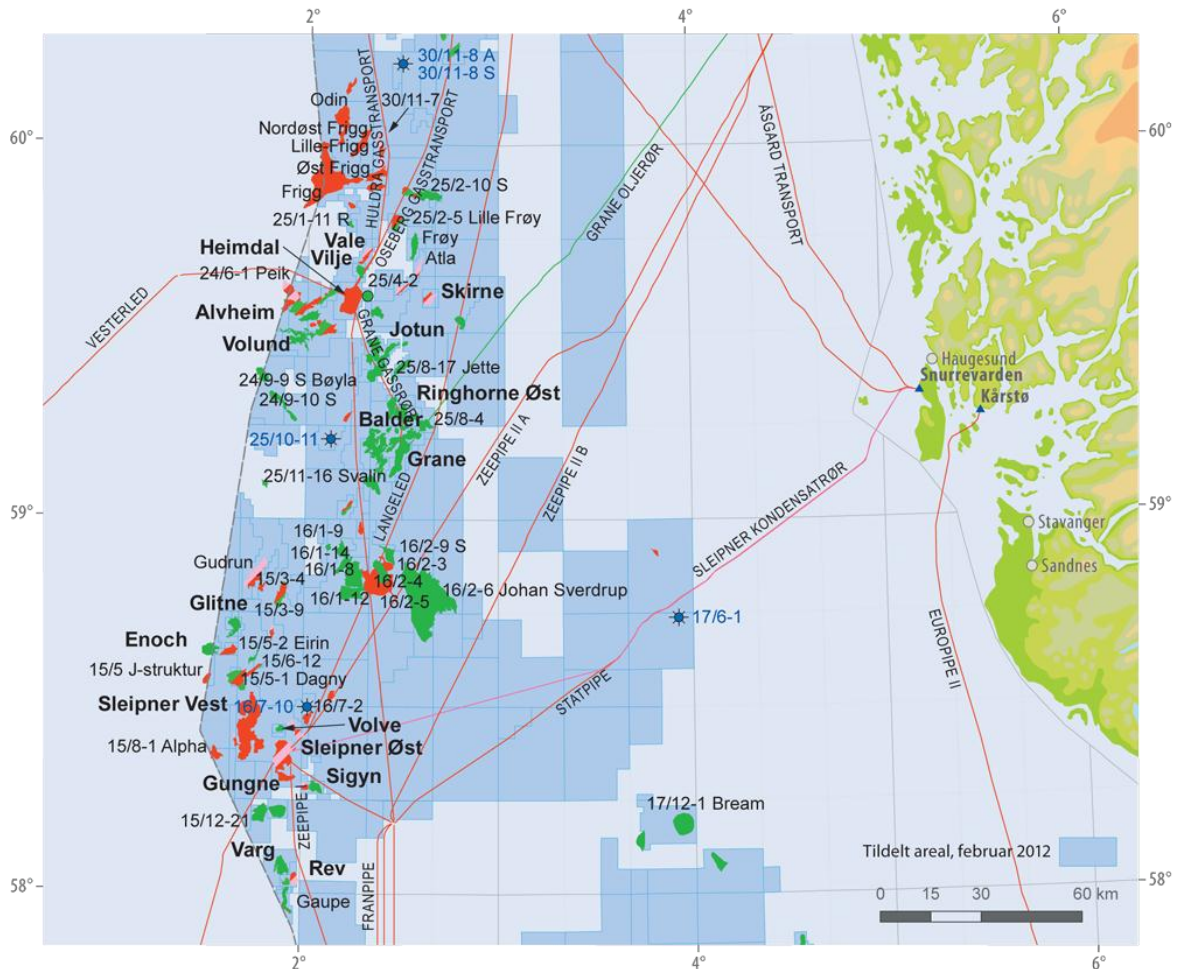 2°
4°
6°
30/11-8 A
30/11-8 S
HULDRA GASSTRANSPORT
Odin
30/11-7
ÅSGARD TRANSPORT
60°
Nordøst Frigg
60°
Lille-Frigg
Øst Frigg
Frigg
OSEBERG GASSTRANSPORT
25/2-10 S
GRANE OLJERØR
25/1-11 R
25/2-5 Lille Frøy
Vale
Frøy
Heimdal
Vilje
Atla
24/6-1 Peik
25/4-2
Skirne
VESTERLED
Alvheim
GRANE GASSRØR
Jotun
Volund
25/8-17 Jette
Haugesund
Snurrevarden
24/9-9 S Bøyla
Ringhorne Øst
Kårstø
24/9-10 S
Balder
25/8-4
25/10-11
Grane
ZEEPIPE II A
ZEEPIPE II B
25/11-16 Svalin
LANGELED
SLEIPNER KONDENSATRØR
59°
59°
16/1-9
Stavanger
16/1-14
16/2-9 S
Gudrun
16/1-8
16/2-3
Sandnes
15/3-4
16/2-4
16/2-6 Johan Sverdrup
Glitne
16/1-12
16/2-5
15/3-9
17/6-1
EUROPIPE II
Enoch
15/5-2 Eirin
15/6-12
15/5 J-struktur
15/5-1 Dagny
STATPIPE
Sleipner Vest
16/7-10
16/7-2
Volve
15/8-1 Alpha
Sleipner Øst
Gungne
Sigyn
ZEEPIPE
17/12-1 Bream
15/12-21
Varg
Rev
Tildelt areal, februar 2012
58°
FRANPIPE
58°
Gaupe
0 15 30 60 km
2°
4°
6°